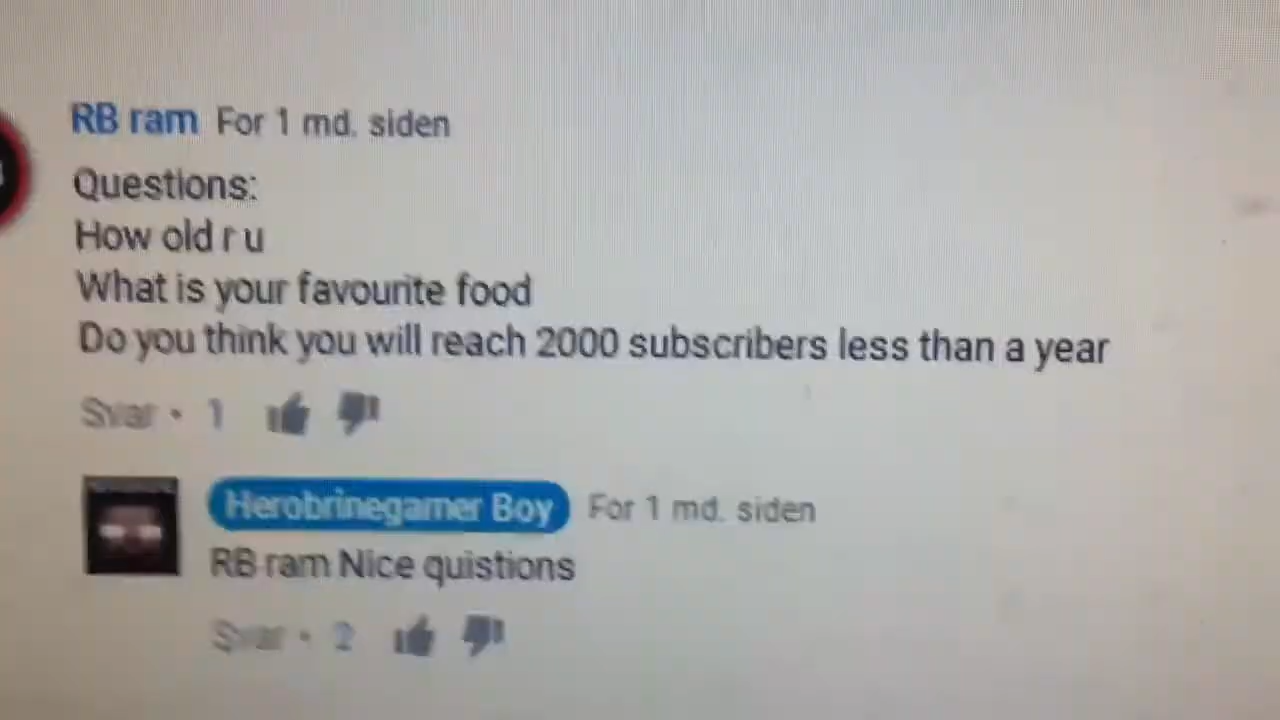 RB ram For 1 md. siden
Questions:
How old r u
What is your favourite food
Do you think you will reach 2000 subscribers less than a year
Svar • 1
Herobrinegamer Boy For 1 md. siden
RB ram Nice quistions
Svar • 2